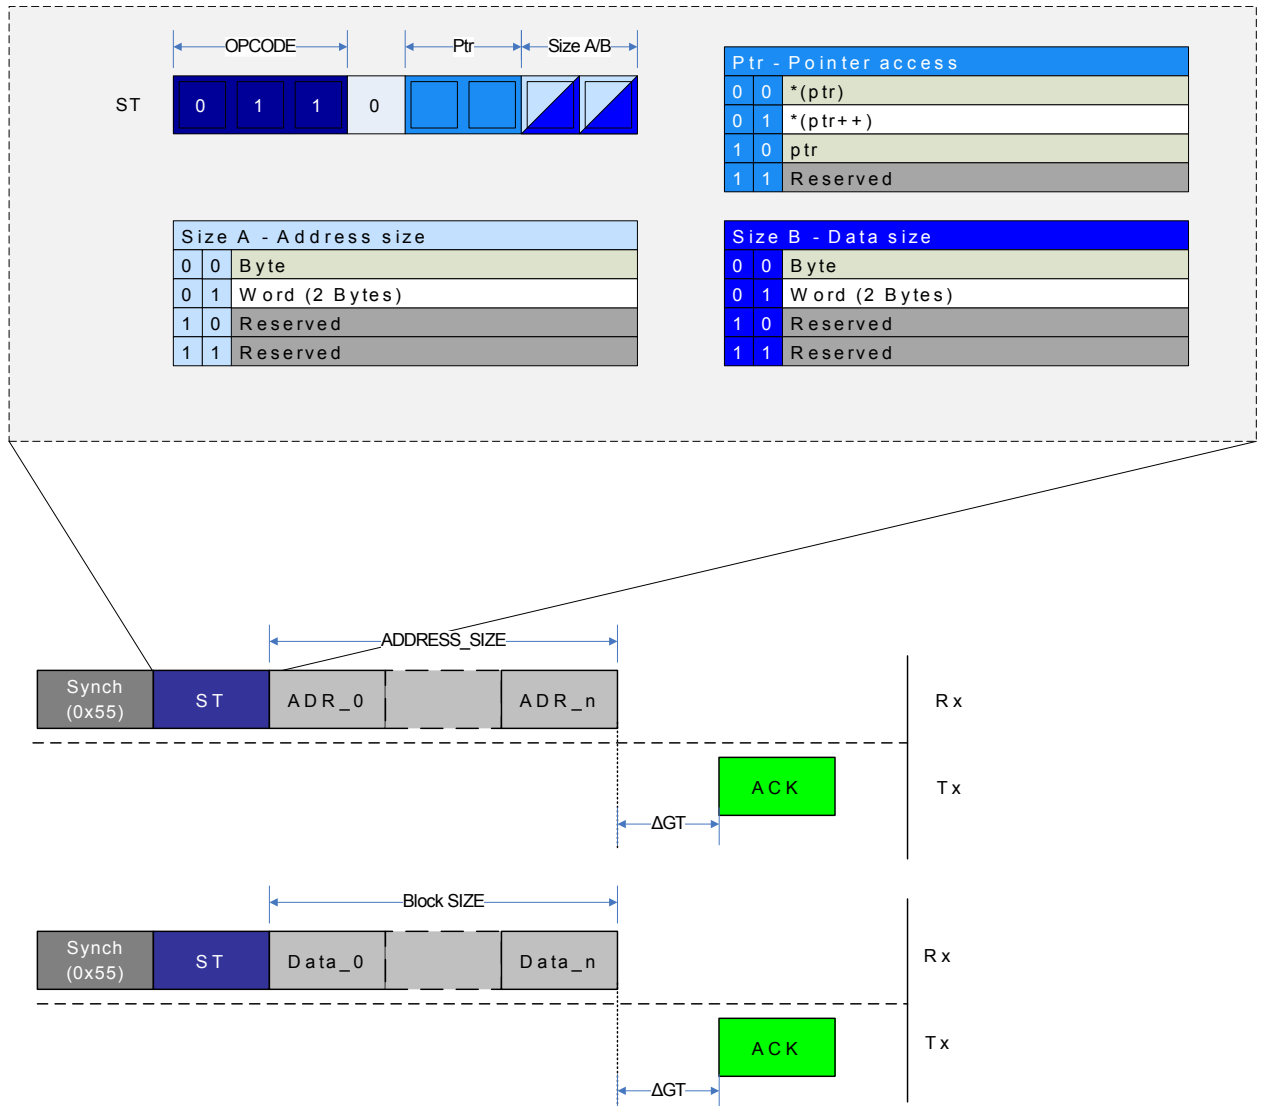 OPCODE Ptr Size A/B
ST 0 1 1 0
Ptr - Pointer access
0 0 *(ptr)
0 1 *(ptr++)
1 0 ptr
1 1 Reserved
Size A - Address size
0 0 Byte
0 1 Word (2 Bytes)
1 0 Reserved
1 1 Reserved
Size B - Data size
0 0 Byte
0 1 Word (2 Bytes)
1 0 Reserved
1 1 Reserved
ADDRESS_SIZE
Synch
(0x55)
ST ADR_0 ADR_n Rx
ACK Tx
ΔGT
Block SIZE
Synch
(0x55)
ST Data_0 Data_n Rx
ACK Tx
ΔGT